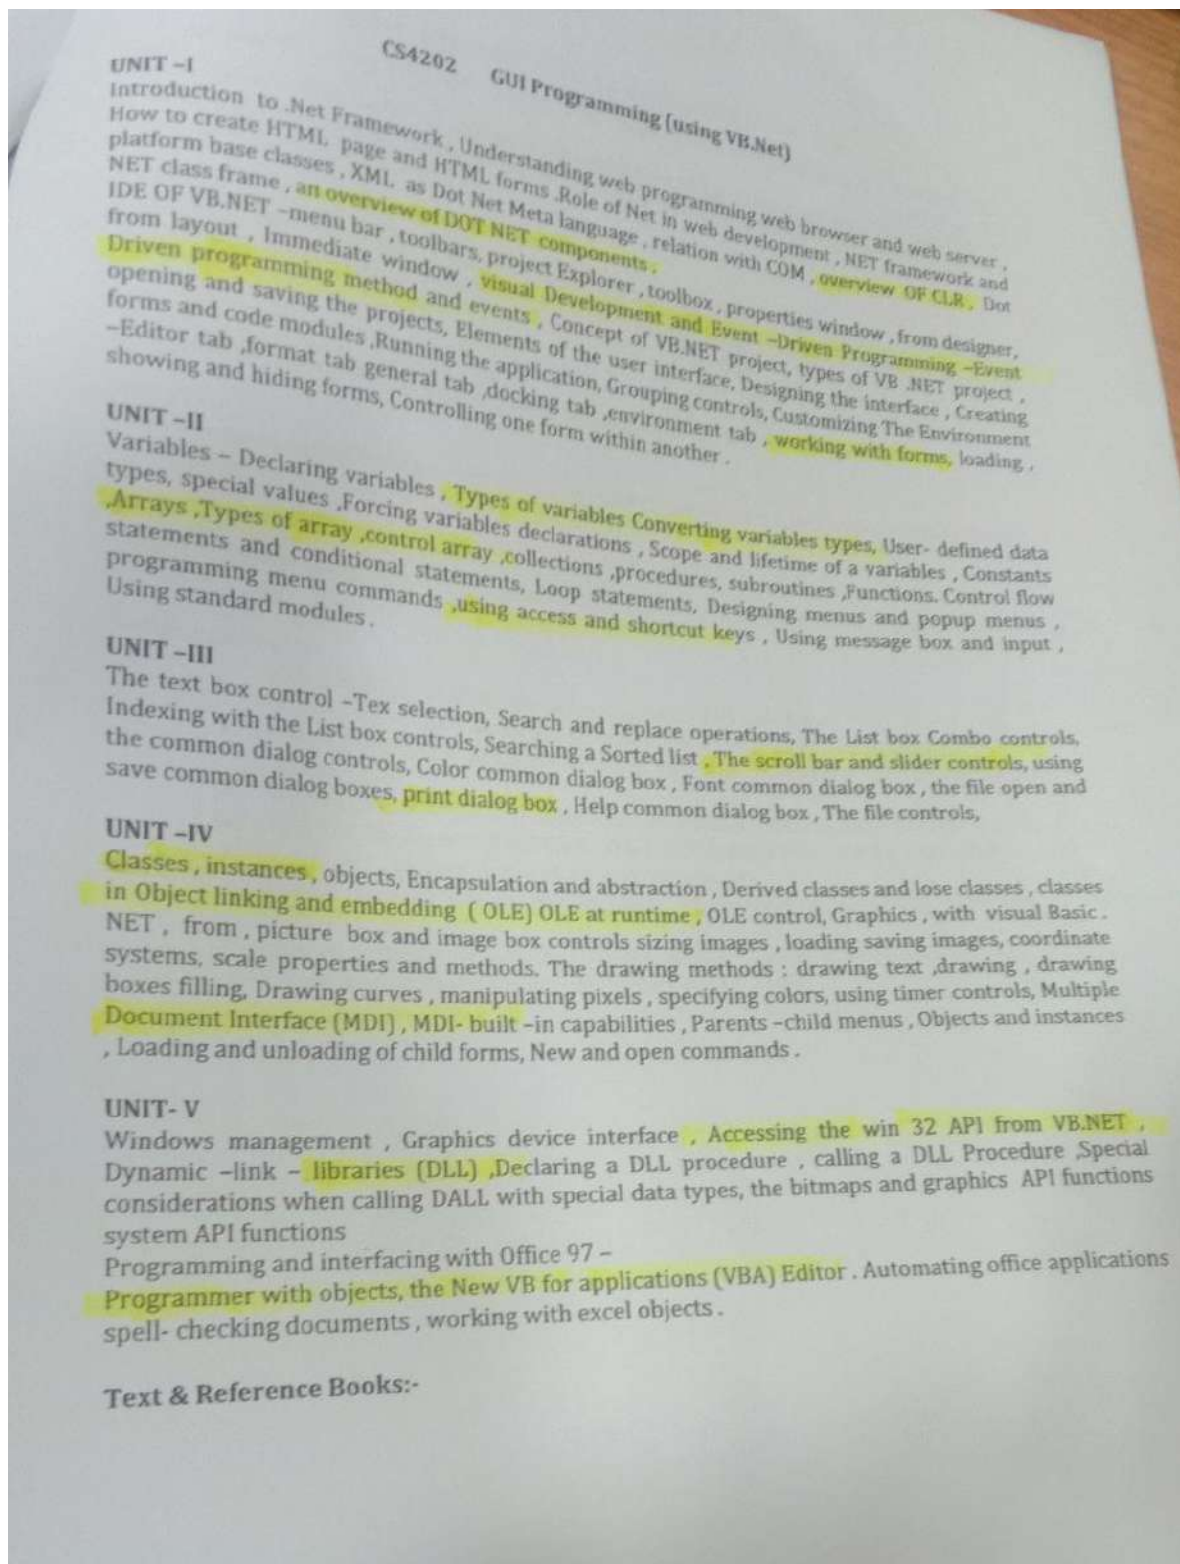 CS4202 GUI Programming (using VB.Net)
UNIT –I
Introduction to .Net Framework , Understanding web programming web browser and web server ,
How to create HTML page and HTML forms .Role of Net in web development , NET framework and
platform base classes , XML as Dot Net Meta language , relation with COM , overview OF CLR , Dot
NET class frame , an overview of DOT NET components .
IDE OF VB.NET –menu bar , toolbars, project Explorer , toolbox , properties window , from designer,
from layout , Immediate window , visual Development and Event –Driven Programming –Event
Driven programming method and events , Concept of VB.NET project, types of VB .NET project ,
opening and saving the projects, Elements of the user interface, Designing the interface , Creating
forms and code modules ,Running the application, Grouping controls, Customizing The Environment
–Editor tab ,format tab general tab ,docking tab ,environment tab , working with forms, loading ,
showing and hiding forms, Controlling one form within another .
UNIT –II
Variables – Declaring variables , Types of variables Converting variables types, User- defined data
types, special values ,Forcing variables declarations , Scope and lifetime of a variables , Constants
,Arrays ,Types of array ,control array ,collections ,procedures, subroutines ,Functions. Control flow
statements and conditional statements, Loop statements, Designing menus and popup menus ,
programming menu commands ,using access and shortcut keys , Using message box and input ,
Using standard modules .
UNIT –III
The text box control –Tex selection, Search and replace operations, The List box Combo controls,
Indexing with the List box controls, Searching a Sorted list , The scroll bar and slider controls, using
the common dialog controls, Color common dialog box , Font common dialog box , the file open and
save common dialog boxes, print dialog box , Help common dialog box , The file controls,
UNIT –IV
Classes , instances , objects, Encapsulation and abstraction , Derived classes and lose classes , classes
in Object linking and embedding ( OLE) OLE at runtime , OLE control, Graphics , with visual Basic .
NET , from , picture box and image box controls sizing images , loading saving images, coordinate
systems, scale properties and methods. The drawing methods : drawing text ,drawing , drawing
boxes filling, Drawing curves , manipulating pixels , specifying colors, using timer controls, Multiple
Document Interface (MDI) , MDI- built –in capabilities , Parents –child menus , Objects and instances
, Loading and unloading of child forms, New and open commands .
UNIT- V
Windows management , Graphics device interface , Accessing the win 32 API from VB.NET ,
Dynamic –link – libraries (DLL) ,Declaring a DLL procedure , calling a DLL Procedure ,Special
considerations when calling DALL with special data types, the bitmaps and graphics API functions
system API functions
Programming and interfacing with Office 97 –
Programmer with objects, the New VB for applications (VBA) Editor . Automating office applications
spell- checking documents , working with excel objects .
Text & Reference Books:-